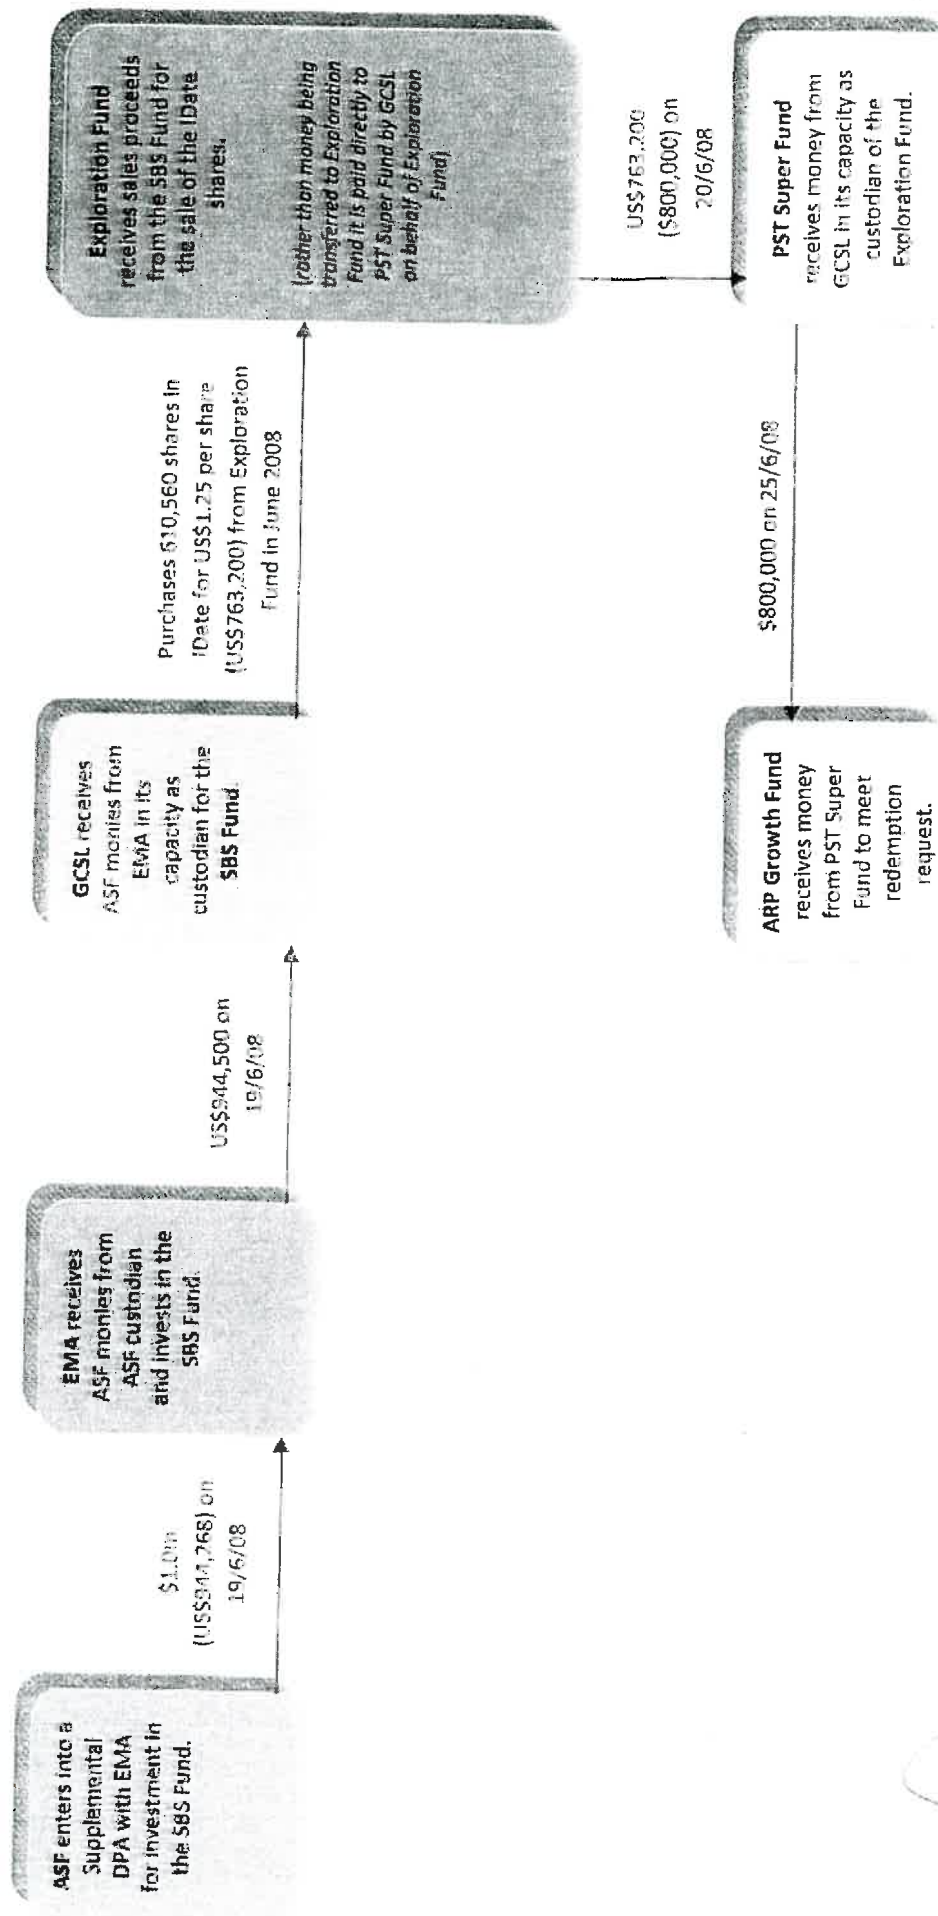 ASF enters into a
Supplemental
DPA with EMA
for investment in
the SBS Fund.
$1.0m
(US$944,268) on
19/6/08
EMA receives
ASF monies from
ASF custodian
and invests in the
SBS Fund.
US$944,500 on
19/6/08
GCSL receives
ASF monies from
EMA in its
capacity as
custodian for the
SBS Fund.
Purchases 610,560 shares in
IDate for US$1.25 per share
(US$763,200) from Exploration
Fund in June 2008
Exploration Fund
receives sales proceeds
from the SBS Fund for
the sale of the IDate
shares.
(rather than money being
transferred to Exploration
Fund it is paid directly to
PST Super Fund by GCSL
on behalf of Exploration
Fund)
US$763,200
($800,000) on
20/6/08
PST Super Fund
receives money from
GCSL in its capacity as
custodian of the
Exploration Fund.
$800,000 on 25/6/08
ARP Growth Fund
receives money
from PST Super
Fund to meet
redemption
request.